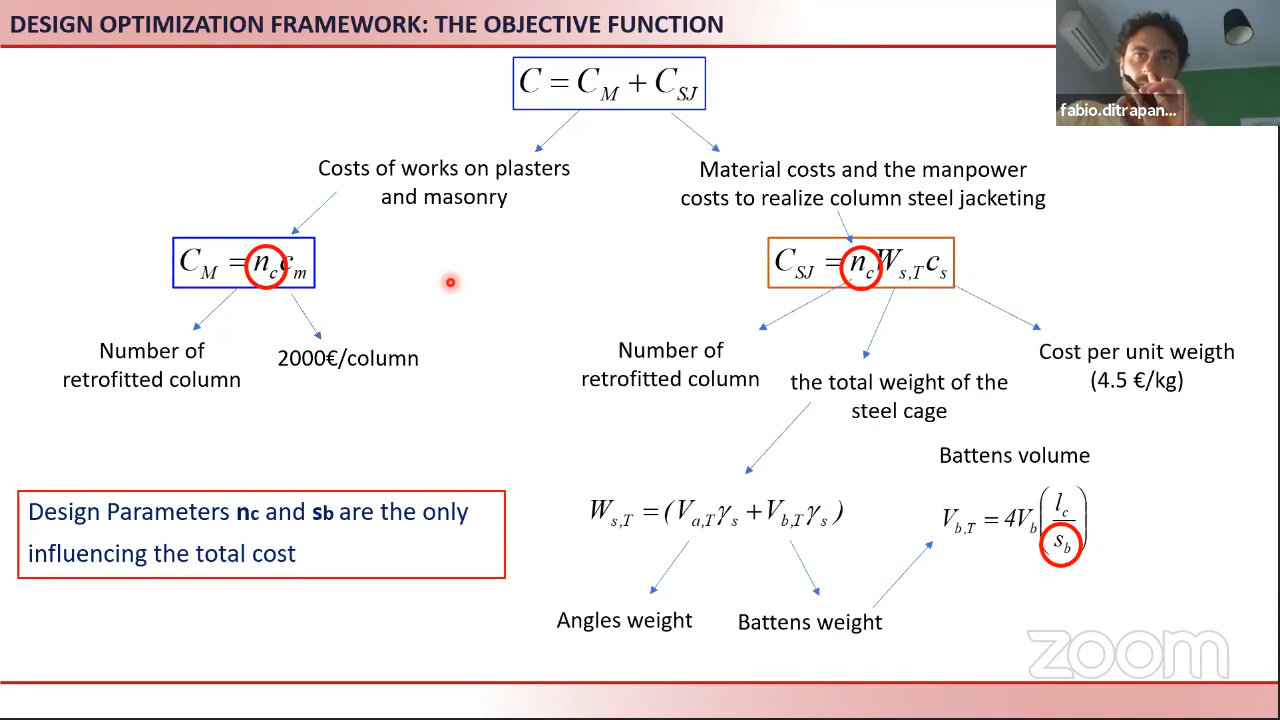 DESIGN OPTIMIZATION FRAMEWORK: THE OBJECTIVE FUNCTION
fabio.ditrapan...
C = C_M + C_SJ
Costs of works on plasters
and masonry
Material costs and the manpower
costs to realize column steel jacketing
C_M = n_c c_m
C_SJ = n_c W_s,T c_s
Number of
retrofitted column
2000€/column
Number of
retrofitted column
the total weight of the
steel cage
Cost per unit weigth
(4.5 €/kg)
Battens volume
Design Parameters nc and sb are the only
influencing the total cost
W_s,T = (V_a,T γ_s + V_b,T γ_s)
V_b,T = 4V_b (l_c / s_b)
Angles weight
Battens weight
zoom